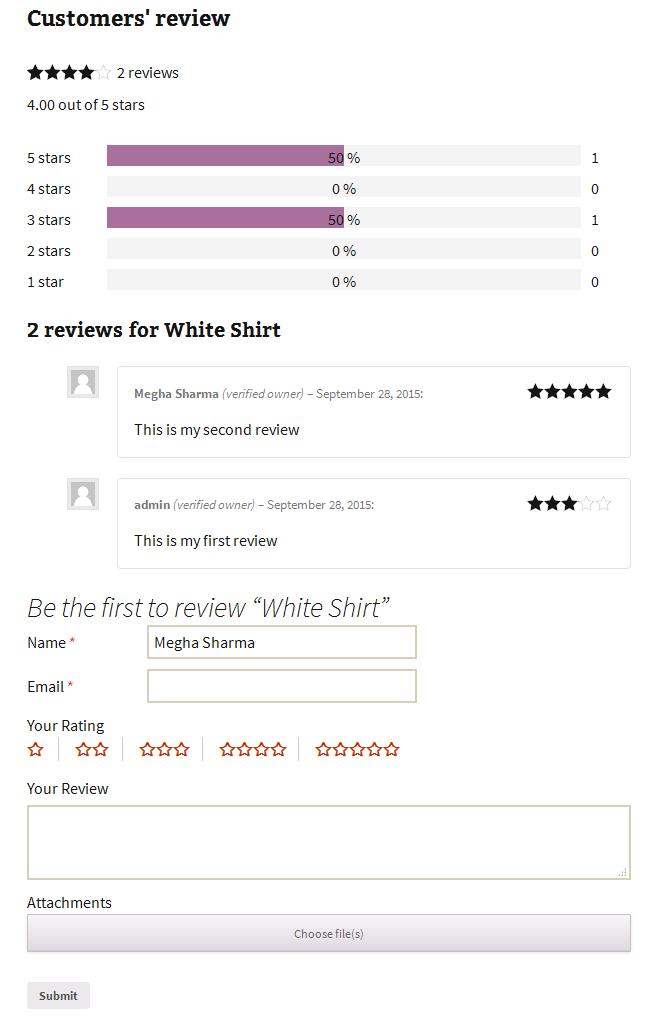 Customers' review
2 reviews
4.00 out of 5 stars
5 stars 50 % 1
4 stars 0 % 0
3 stars 50 % 1
2 stars 0 % 0
1 star 0 % 0
2 reviews for White Shirt
Megha Sharma (verified owner) – September 28, 2015:
This is my second review
admin (verified owner) – September 28, 2015:
This is my first review
Be the first to review “White Shirt”
Name * Megha Sharma
Email *
Your Rating
Your Review
Attachments
Choose file(s)
Submit